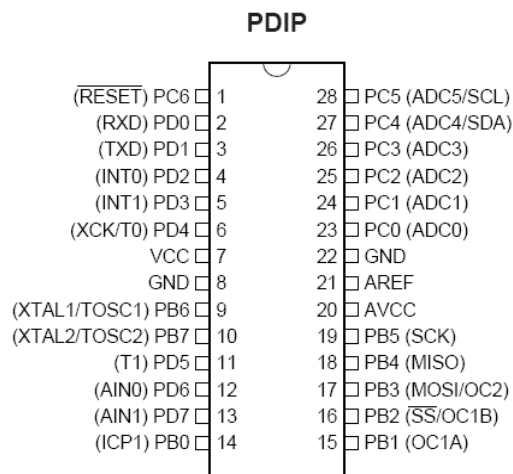 PDIP
(RESET) PC6 1 28 PC5 (ADC5/SCL)
(RXD) PD0 2 27 PC4 (ADC4/SDA)
(TXD) PD1 3 26 PC3 (ADC3)
(INT0) PD2 4 25 PC2 (ADC2)
(INT1) PD3 5 24 PC1 (ADC1)
(XCK/T0) PD4 6 23 PC0 (ADC0)
VCC 7 22 GND
GND 8 21 AREF
(XTAL1/TOSC1) PB6 9 20 AVCC
(XTAL2/TOSC2) PB7 10 19 PB5 (SCK)
(T1) PD5 11 18 PB4 (MISO)
(AIN0) PD6 12 17 PB3 (MOSI/OC2)
(AIN1) PD7 13 16 PB2 (SS/OC1B)
(ICP1) PB0 14 15 PB1 (OC1A)